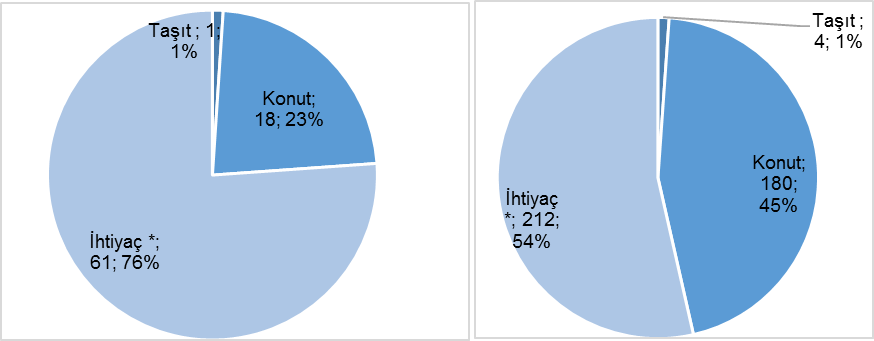 Taşıt ; 1;
1%
Konut;
18; 23%
İhtiyaç *;
61; 76%
Taşıt ;
4; 1%
Konut;
180;
45%
İhtiyaç
*; 212;
54%